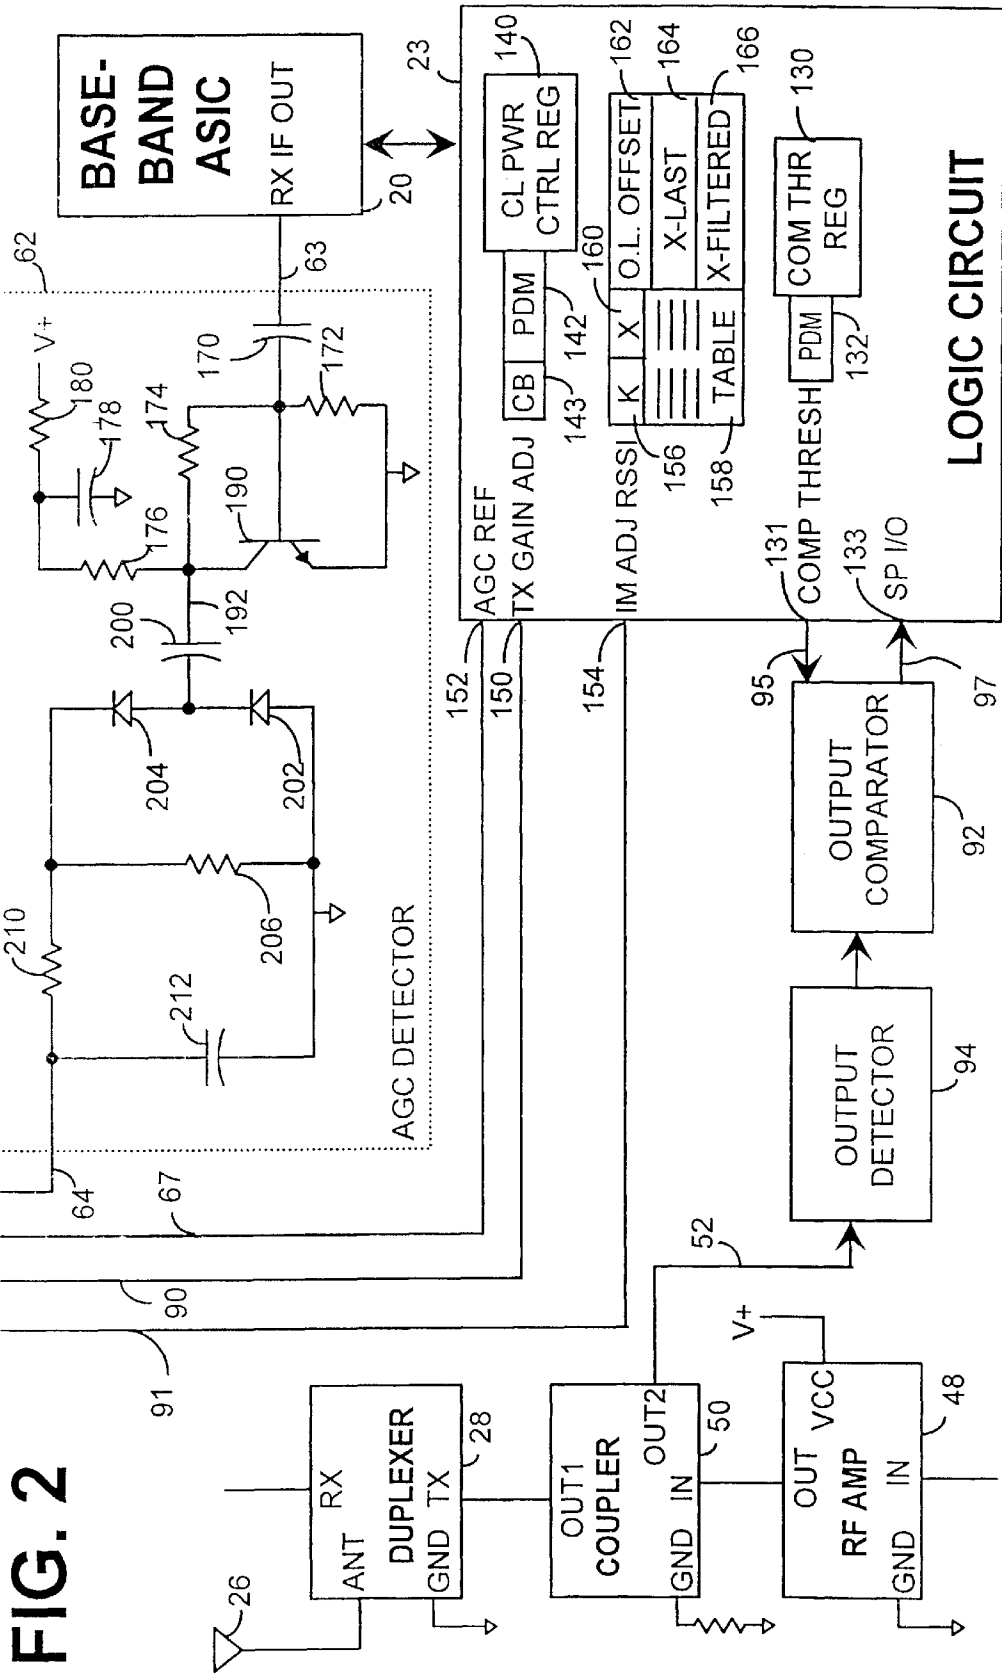 FIG. 2
BASE-
BAND
ASIC
RX IF OUT
20
62
63
V+
180
178
176
174
170
172
190
192
200
204
202
206
210
212
AGC DETECTOR
64
67
90
91
23
AGC REF
TX GAIN ADJ
IM ADJ RSSI
COMP THRESH
SP I/O
152
150
154
131
133
95
97
CB
PDM
CL PWR
CTRL REG
140
142
143
K
X
O.L. OFFSET
X-LAST
X-FILTERED
TABLE
156
158
160
162
164
166
PDM
COM THR
REG
130
132
LOGIC CIRCUIT
OUTPUT
COMPARATOR
92
OUTPUT
DETECTOR
94
52
26
RX
ANT
DUPLEXER
GND TX
28
OUT1
COUPLER
OUT2
GND IN
50
V+
OUT
VCC
RF AMP
GND
IN
48